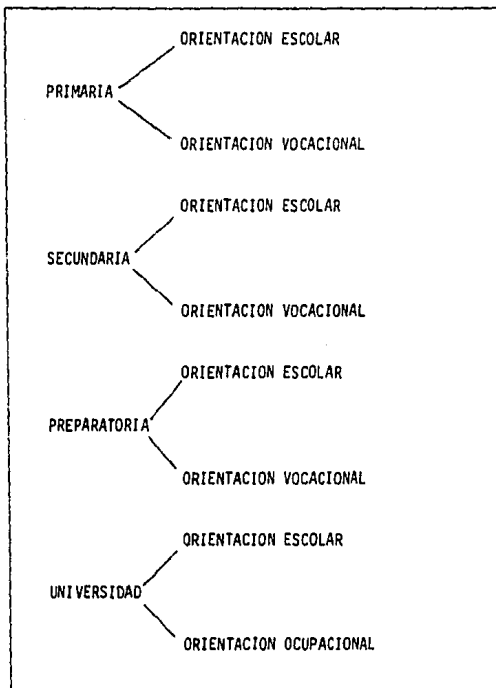 ORIENTACION ESCOLAR
PRIMARIA
ORIENTACION VOCACIONAL
ORIENTACION ESCOLAR
SECUNDARIA
ORIENTACION VOCACIONAL
ORIENTACION ESCOLAR
PREPARATORIA
ORIENTACION VOCACIONAL
ORIENTACION ESCOLAR
UNIVERSIDAD
ORIENTACION OCUPACIONAL